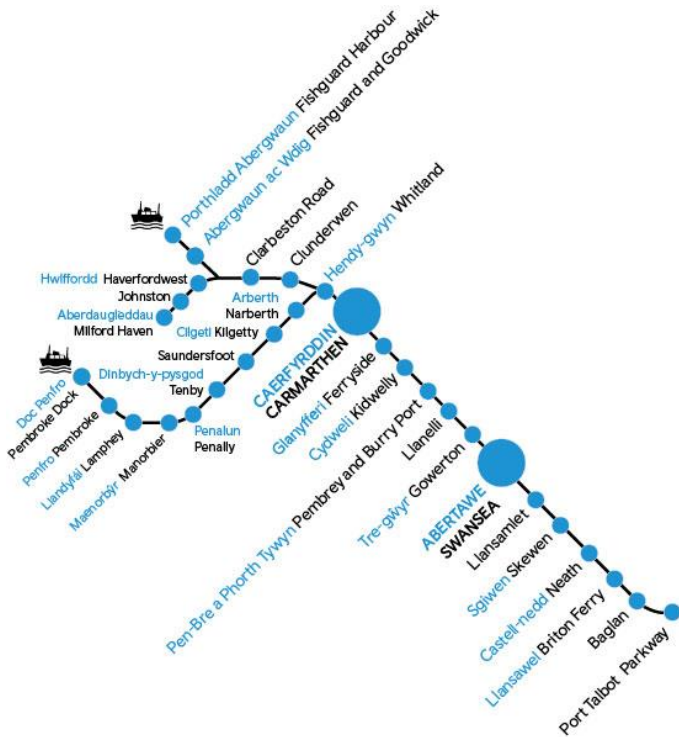 Porthladd Abergwaun Fishguard Harbour
Abergwaun ac Wdig Fishguard and Goodwick
Clarbeston Road
Clunderwen
Hendy-gwyn Whitland
Hwlffordd Haverfordwest
Johnston
Aberdaugleddau
Milford Haven
Arberth
Narberth
Cilgeti Kilgetty
Saundersfoot
Dinbych-y-pysgod
Tenby
Penalun
Penally
Maenorbŷr Manorbier
Llandyfái Lamphey
Penfro Pembroke
Doc Penfro
Pembroke Dock
CAERFYRDDIN
CARMARTHEN
Glanyfferi Ferryside
Cydweli Kidwelly
Pen-Bre a Phorth Tywyn Pembrey and Burry Port
Llanelli
Tre-gŵyr Gowerton
ABERTAWE
SWANSEA
Llansamlet
Sgiwen Skewen
Castell-nedd Neath
Llansawel Briton Ferry
Baglan
Port Talbot Parkway